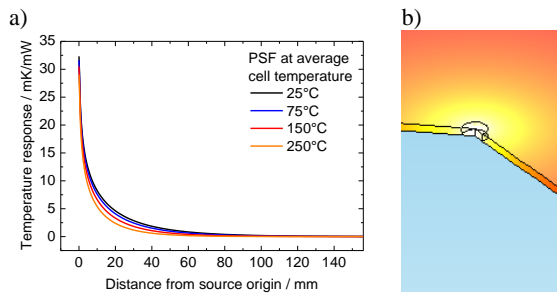 a)
b)
Temperature response / mK/mW
35
30
25
20
15
10
5
0
PSF at average
cell temperature
25°C
75°C
150°C
250°C
0 20 40 60 80 100 120 140
Distance from source origin / mm